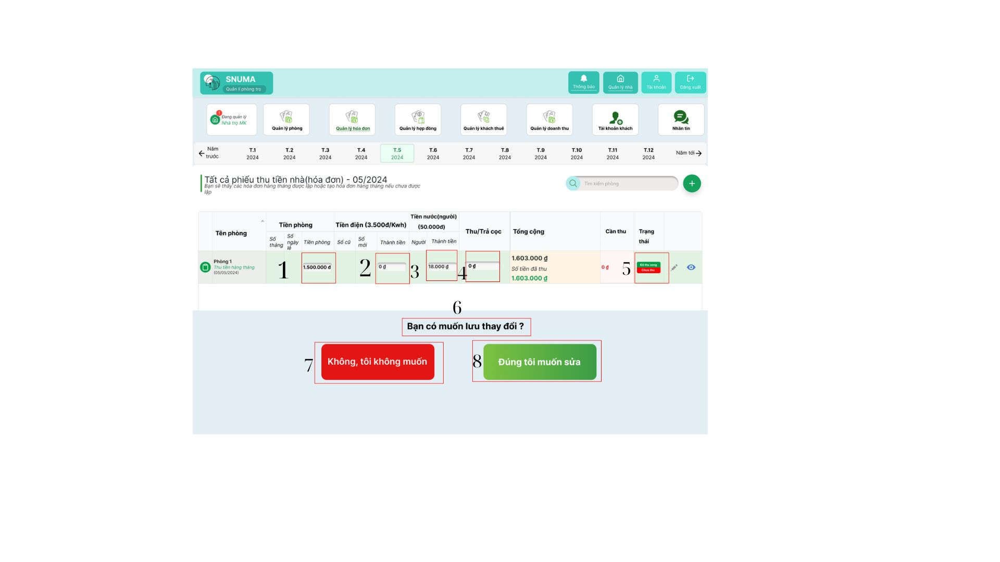 SNUMA
Quản lí phòng trọ
Thông báo
Quản lý nhà
Tài khoản
Đăng xuất
1
Đang quản lý
Nhà trọ MK
Quản lý phòng
Quản lý hóa đơn
Quản lý hợp đồng
Quản lý khách thuê
Quản lý doanh thu
Tài khoản khách
Nhắn tin
Năm trước
T.1 2024
T.2 2024
T.3 2024
T.4 2024
T.5 2024
T.6 2024
T.7 2024
T.8 2024
T.9 2024
T.10 2024
T.11 2024
T.12 2024
Năm tới
Tất cả phiếu thu tiền nhà(hóa đơn) - 05/2024
Bạn sẽ thấy các hóa đơn hàng tháng được lập hoặc tạo hóa đơn hàng tháng nếu chưa được
lập
Tìm kiếm phòng
Tên phòng
Tiền phòng
Tiền điện (3.500đ/Kwh)
Tiền nước(người)
(50.000đ)
Thu/Trả cọc
Tổng cộng
Cần thu
Trạng
thái
Số
tháng
Số
ngày
lẻ
Tiền phòng
Số cũ
Số
mới
Thành tiền
Người
Thành tiền
Phòng 1
Thu tiền hàng tháng
(05/05/2024)
1
1.500.000 đ
2
0 ₫
3
18.000 ₫
4
0 ₫
1.603.000 ₫
Số tiền đã thu
1.603.000 ₫
0 ₫
5
Đã thu xong
Chưa thu
6
Bạn có muốn lưu thay đổi ?
7
Không, tôi không muốn
8
Đúng tôi muốn sửa